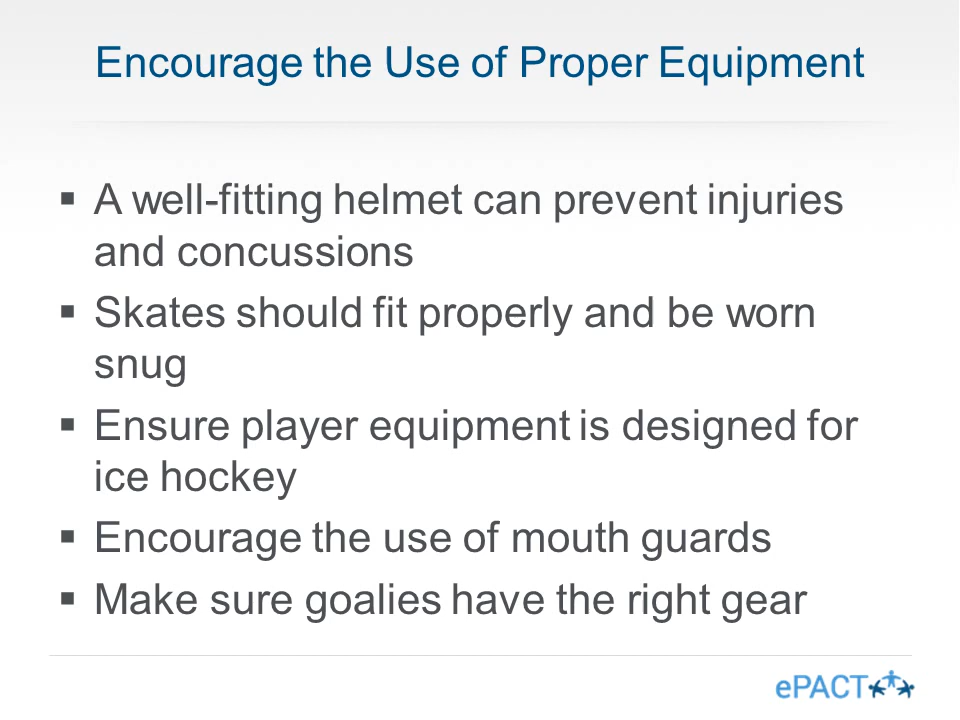 Encourage the Use of Proper Equipment
▪ A well-fitting helmet can prevent injuries
and concussions
▪ Skates should fit properly and be worn
snug
▪ Ensure player equipment is designed for
ice hockey
▪ Encourage the use of mouth guards
▪ Make sure goalies have the right gear
ePACT